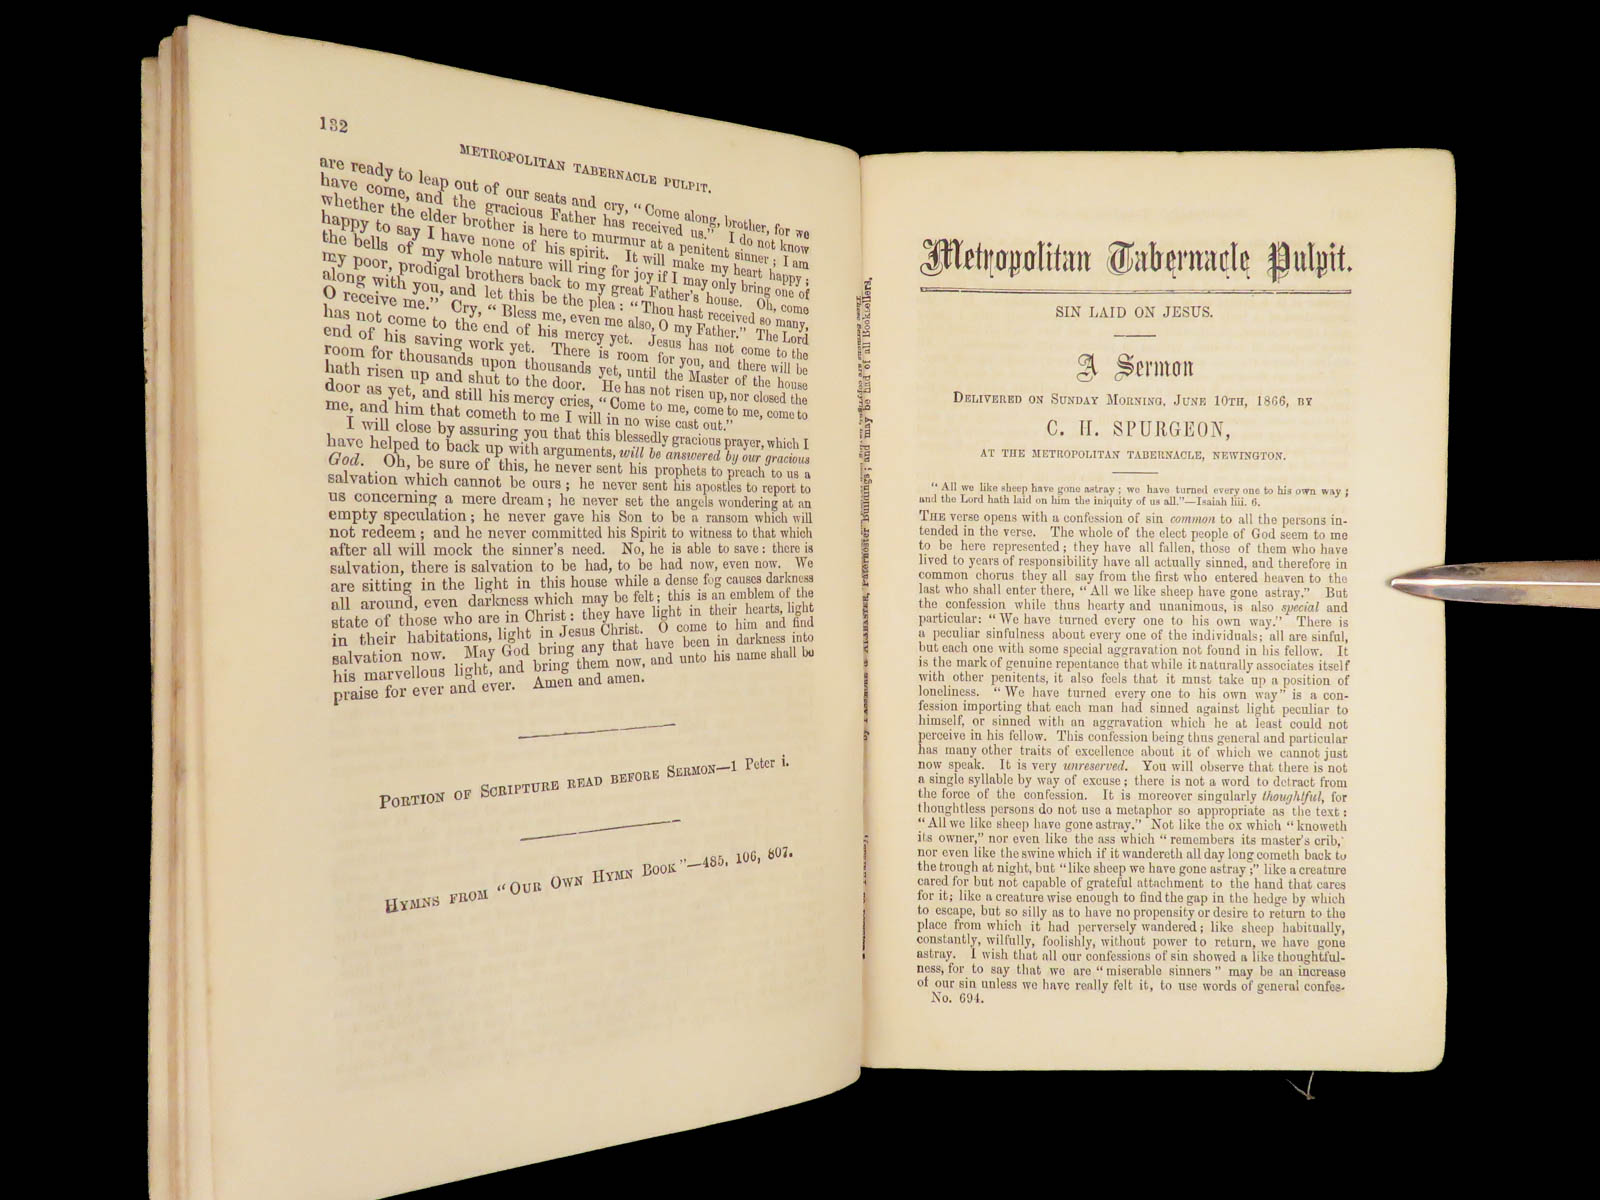 132
METROPOLITAN TABERNACLE PULPIT.
are ready to leap out of our seats and cry, "Come along, brother, for we
have come, and the gracious Father has received us." I do not know
whether the elder brother is here to murmur at a penitent sinner; I am
happy to say I have none of his spirit. It will make my heart happy;
the bells of my whole nature will ring for joy if I may only bring one of
my poor, prodigal brothers back to my great Father's house. Oh, come
along with you, and let this be the plea: "Thou hast received so many,
O receive me." Cry, "Bless me, even me also, O my Father." The Lord
has not come to the end of his mercy yet. Jesus has not come to the
end of his saving work yet. There is room for you, and there will be
room for thousands upon thousands yet, until the Master of the house
hath risen up and shut to the door. He has not risen up, nor closed the
door as yet, and still his mercy cries, "Come to me, come to me, come to
me, and him that cometh to me I will in no wise cast out."
I will close by assuring you that this blessedly gracious prayer, which I
have helped to back up with arguments, will be answered by our gracious
God. Oh, be sure of this, he never sent his prophets to preach to us a
salvation which cannot be ours; he never sent his apostles to report to
us concerning a mere dream; he never set the angels wondering at an
empty speculation; he never gave his Son to be a ransom which will
not redeem; and he never committed his Spirit to witness to that which
after all will mock the sinner's need. No, he is able to save: there is
salvation, there is salvation to be had, to be had now, even now. We
are sitting in the light in this house while a dense fog causes darkness
all around, even darkness which may be felt; this is an emblem of the
state of those who are in Christ: they have light in their hearts, light
in their habitations, light in Jesus Christ. O come to him and find
salvation now. May God bring any that have been in darkness into
his marvellous light, and bring them now, and unto his name shall be
praise for ever and ever. Amen and amen.
PORTION OF SCRIPTURE READ BEFORE SERMON—1 Peter i.
HYMNS FROM "OUR OWN HYMN BOOK"—485, 106, 807.
and may be had of all Booksellers.
Metropolitan Tabernacle Pulpit.
SIN LAID ON JESUS.
A Sermon
DELIVERED ON SUNDAY MORNING, JUNE 10TH, 1866, BY
C. H. SPURGEON,
AT THE METROPOLITAN TABERNACLE, NEWINGTON.
"All we like sheep have gone astray; we have turned every one to his own way;
and the Lord hath laid on him the iniquity of us all."—Isaiah liii. 6.
THE verse opens with a confession of sin common to all the persons in-
tended in the verse. The whole of the elect people of God seem to me
to be here represented; they have all fallen, those of them who have
lived to years of responsibility have all actually sinned, and therefore in
common chorus they all say from the first who entered heaven to the
last who shall enter there, "All we like sheep have gone astray." But
the confession while thus hearty and unanimous, is also special and
particular: "We have turned every one to his own way." There is
a peculiar sinfulness about every one of the individuals; all are sinful,
but each one with some special aggravation not found in his fellow. It
is the mark of genuine repentance that while it naturally associates itself
with other penitents, it also feels that it must take up a position of
loneliness. "We have turned every one to his own way" is a con-
fession importing that each man had sinned against light peculiar to
himself, or sinned with an aggravation which he at least could not
perceive in his fellow. This confession being thus general and particular
has many other traits of excellence about it of which we cannot just
now speak. It is very unreserved. You will observe that there is not
a single syllable by way of excuse; there is not a word to detract from
the force of the confession. It is moreover singularly thoughtful, for
thoughtless persons do not use a metaphor so appropriate as the text:
"All we like sheep have gone astray." Not like the ox which "knoweth
its owner," nor even like the ass which "remembers its master's crib,'
nor even like the swine which if it wandereth all day long cometh back to
the trough at night, but "like sheep we have gone astray;" like a creature
cared for but not capable of grateful attachment to the hand that cares
for it; like a creature wise enough to find the gap in the hedge by which
to escape, but so silly as to have no propensity or desire to return to the
place from which it had perversely wandered; like sheep habitually,
constantly, wilfully, foolishly, without power to return, we have gone
astray. I wish that all our confessions of sin showed a like thoughtful-
ness, for to say that we are "miserable sinners" may be an increase
of our sin unless we have really felt it, to use words of general confes-
No. 694.